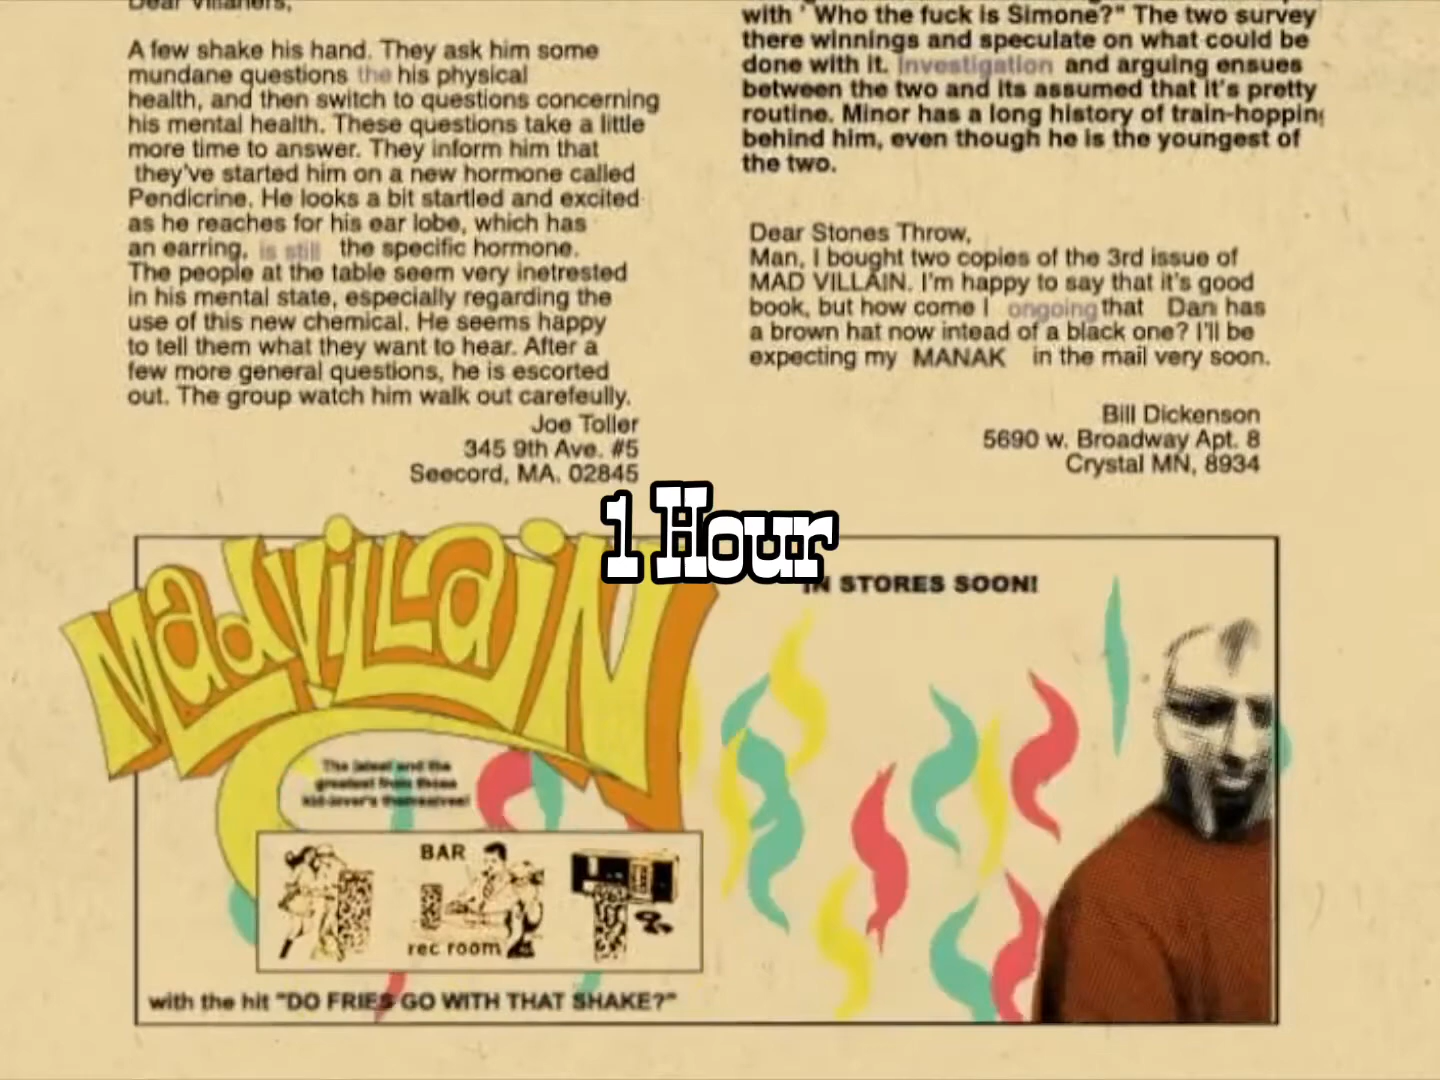 Dear Villaners,
A few shake his hand. They ask him some
mundane questions the his physical
health, and then switch to questions concerning
his mental health. These questions take a little
more time to answer. They inform him that
they've started him on a new hormone called
Pendicrine. He looks a bit startled and excited
as he reaches for his ear lobe, which has
an earring, is still the specific hormone.
The people at the table seem very inetrested
in his mental state, especially regarding the
use of this new chemical. He seems happy
to tell them what they want to hear. After a
few more general questions, he is escorted
out. The group watch him walk out carefeully.
Joe Toller
345 9th Ave. #5
Seecord, MA. 02845
with ' Who the fuck is Simone?" The two survey
there winnings and speculate on what could be
done with it. Investigation and arguing ensues
between the two and its assumed that it's pretty
routine. Minor has a long history of train-hopping
behind him, even though he is the youngest of
the two.
Dear Stones Throw,
Man, I bought two copies of the 3rd issue of
MAD VILLAIN. I'm happy to say that it's good
book, but how come I ongoing that Dan has
a brown hat now intead of a black one? I'll be
expecting my MANAK in the mail very soon.
Bill Dickenson
5690 w. Broadway Apt. 8
Crystal MN, 8934
1 Hour
MadvillaiN
IN STORES SOON!
The latest and the
greatest from these
kid-lover's themselves!
BAR
rec room
with the hit "DO FRIES GO WITH THAT SHAKE?"